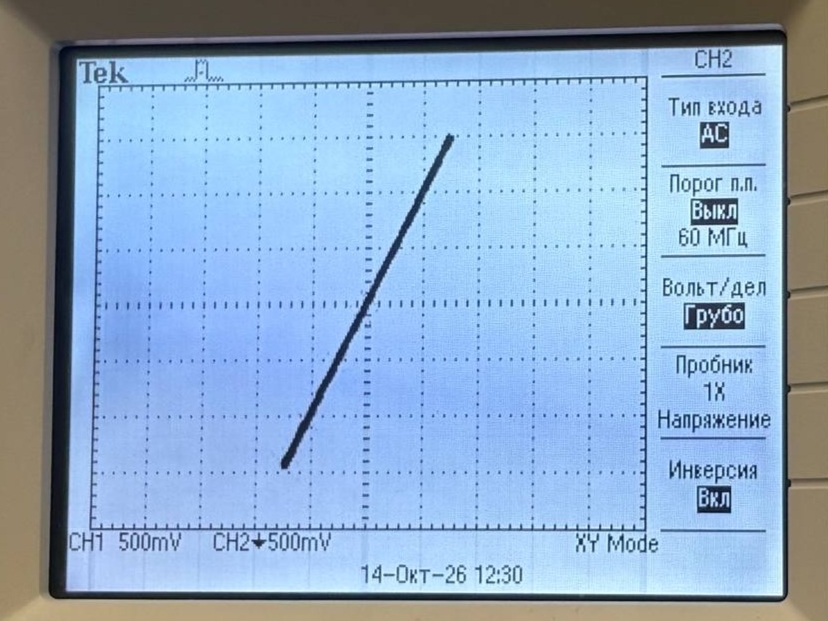 Tek
CH2
Тип входа
AC
Порог п.п.
Выкл
60 МГц
Вольт/дел
Грубо
Пробник
1X
Напряжение
Инверсия
Вкл
CH1 500mV CH2 500mV XY Mode
14-Окт-26 12:30